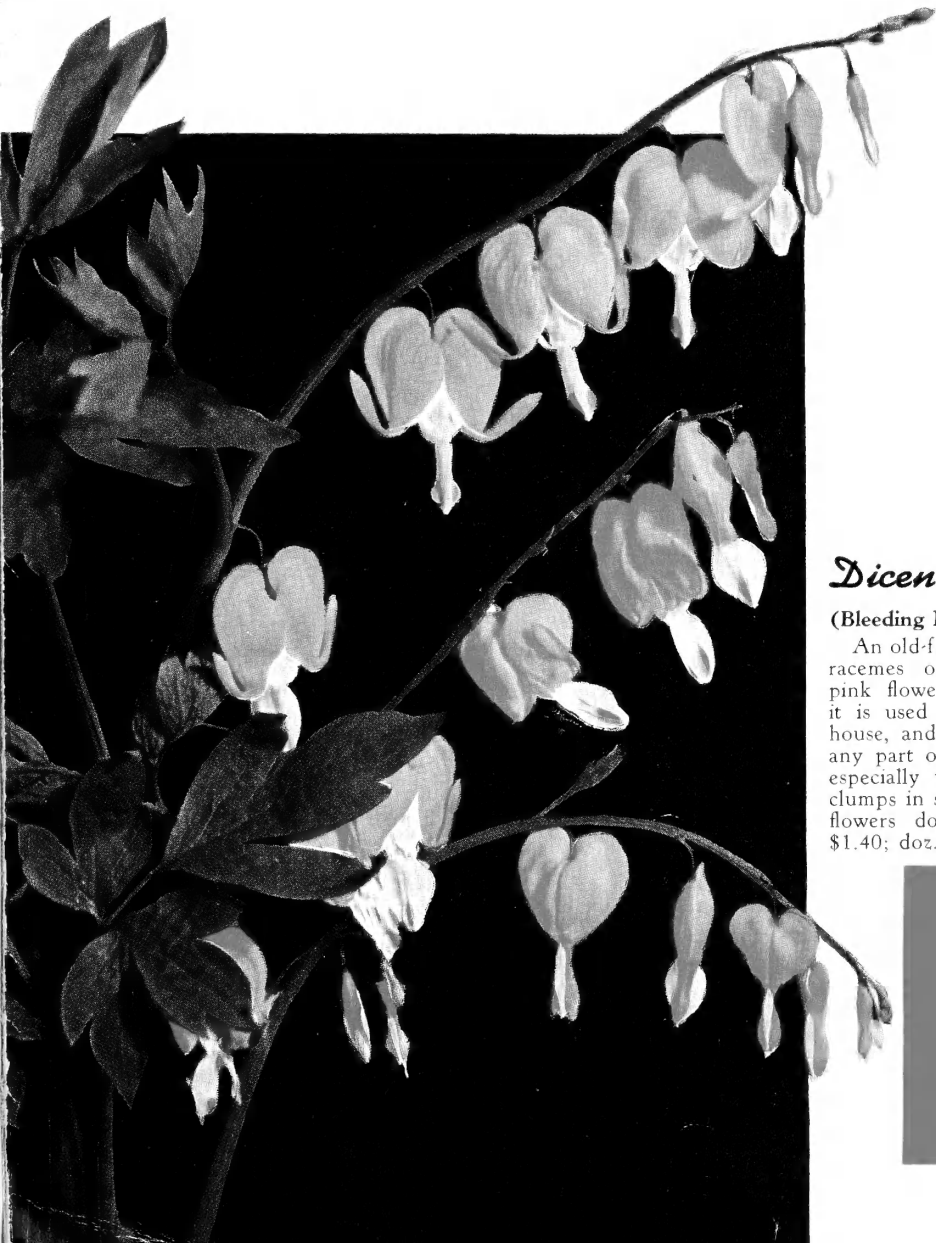 Dicen
(Bleeding
An old-f
racemes o
pink flowe
it is used
house, and
any part o
especially
clumps in s
flowers do
$1.40; doz.